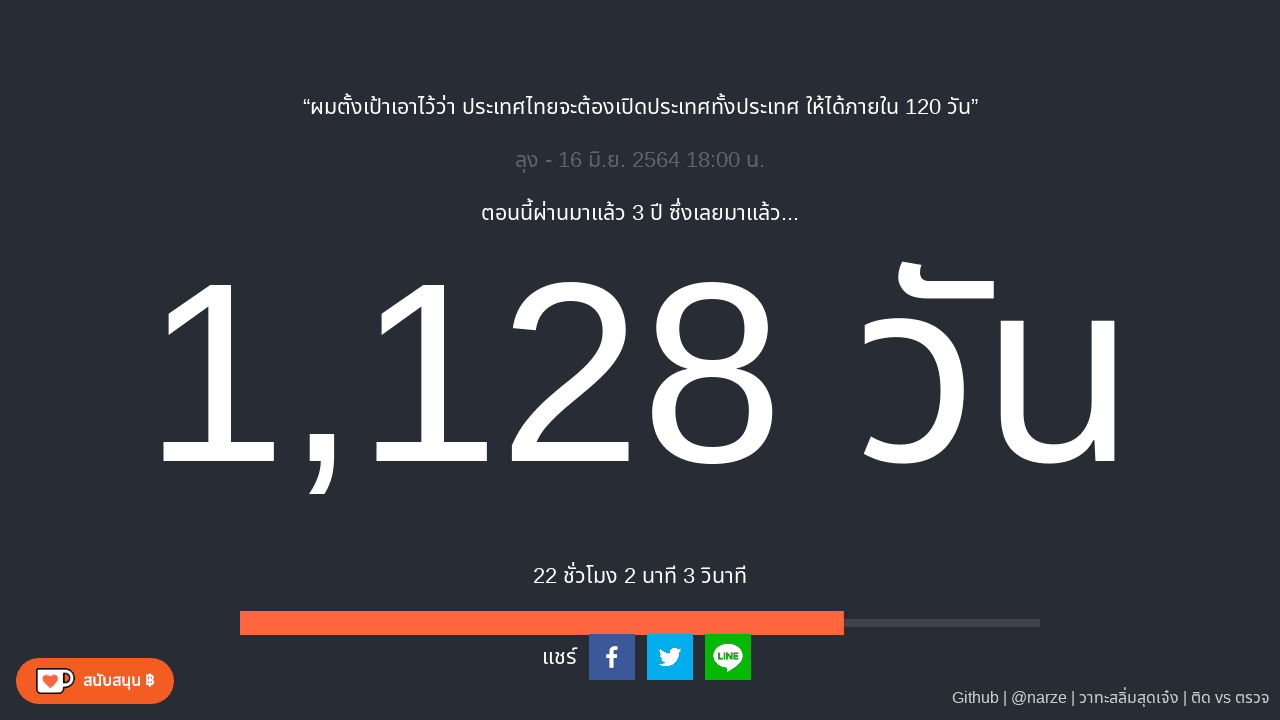 “ผมตั้งเป้าเอาไว้ว่า ประเทศไทยจะต้องเปิดประเทศทั้งประเทศ ให้ได้ภายใน 120 วัน”
ลุง - 16 มิ.ย. 2564 18:00 น.
ตอนนี้ผ่านมาแล้ว 3 ปี ซึ่งเลยมาแล้ว...
1,128 วัน
22 ชั่วโมง 2 นาที 3 วินาที
แชร์
LINE
สนับสนุน ฿
Github | @narze | วาทะสลิ่มสุดเจ๋ง | ติด vs ตรวจ